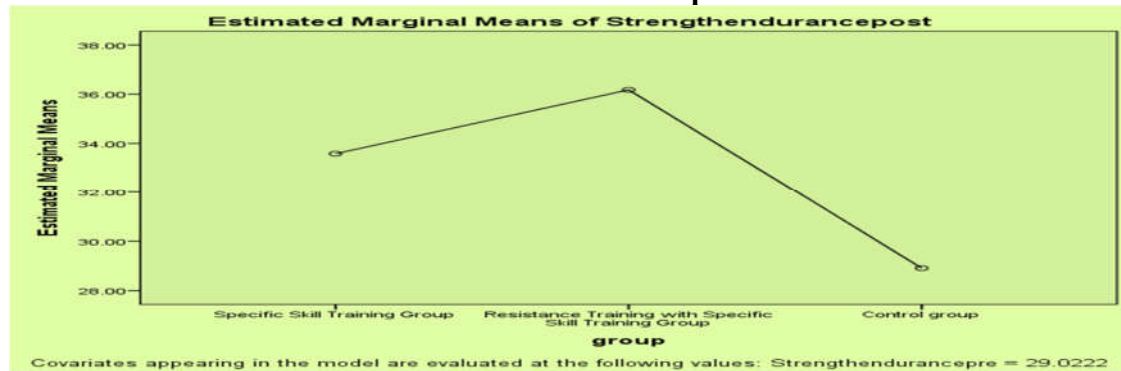 Estimated Marginal Means of Strengthendurancepost
Estimated Marginal Means
38.00
36.00
34.00
32.00
30.00
28.00
Specific Skill Training Group
Resistance Training with Specific
Skill Training Group
Control group
group
Covariates appearing in the model are evaluated at the following values: Strengthendurancepre = 29.0222